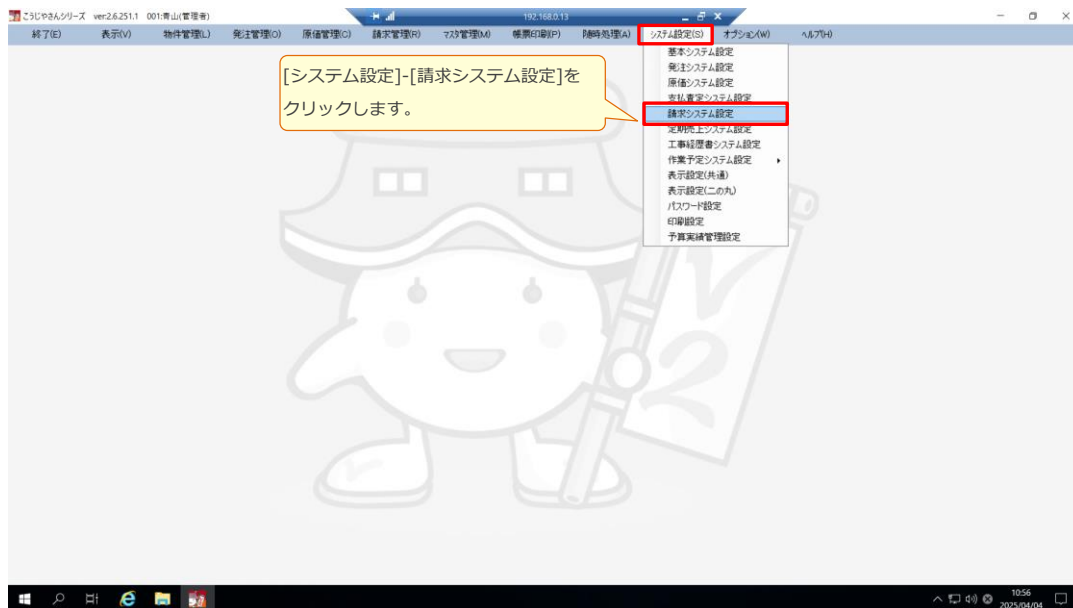 こうじやさんシリーズ ver:2.6.251.1 001:青山(管理者)
192.168.0.13
終了(E) 表示(V) 物件管理(L) 発注管理(O) 原価管理(C) 請求管理(R) マスタ管理(M) 帳票印刷(P) 随時処理(A) システム設定(S) オプション(W) ヘルプ(H)
[システム設定]-[請求システム設定]を
クリックします。
基本システム設定
発注システム設定
原価システム設定
支払査定システム設定
請求システム設定
定期売上システム設定
工事経歴書システム設定
作業予定システム設定
表示設定(共通)
表示設定(二の丸)
パスワード設定
印刷設定
予算実績管理設定
V
2
10:56
2025/04/04